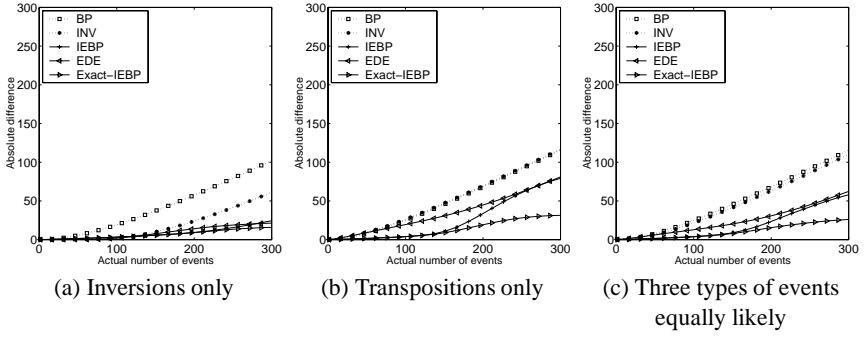 300
250
200
150
100
50
0
Absolute difference
BP
INV
IEBP
EDE
Exact−IEBP
0 100 200 300
Actual number of events
(a) Inversions only
300
250
200
150
100
50
0
Absolute difference
BP
INV
IEBP
EDE
Exact−IEBP
0 100 200 300
Actual number of events
(b) Transpositions only
300
250
200
150
100
50
0
Absolute difference
BP
INV
IEBP
EDE
Exact−IEBP
0 100 200 300
Actual number of events
(c) Three types of events
equally likely